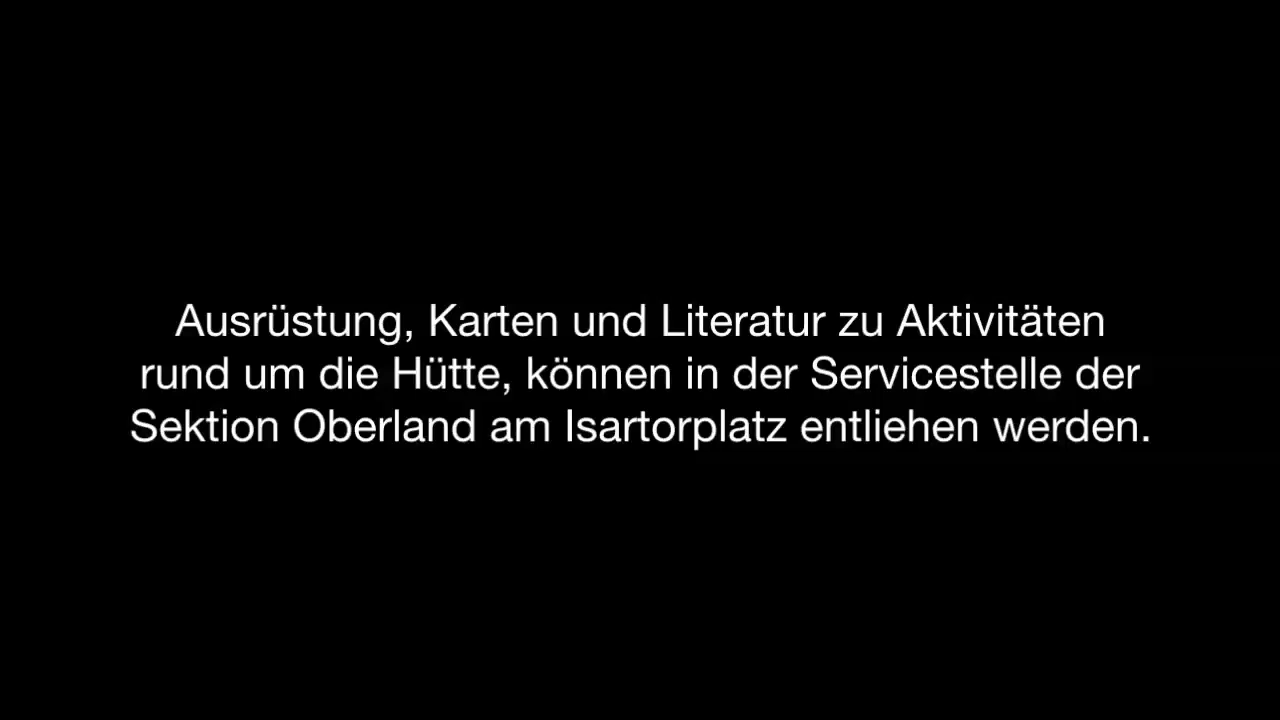 Ausrüstung, Karten und Literatur zu Aktivitäten
rund um die Hütte, können in der Servicestelle der
Sektion Oberland am Isartorplatz entliehen werden.